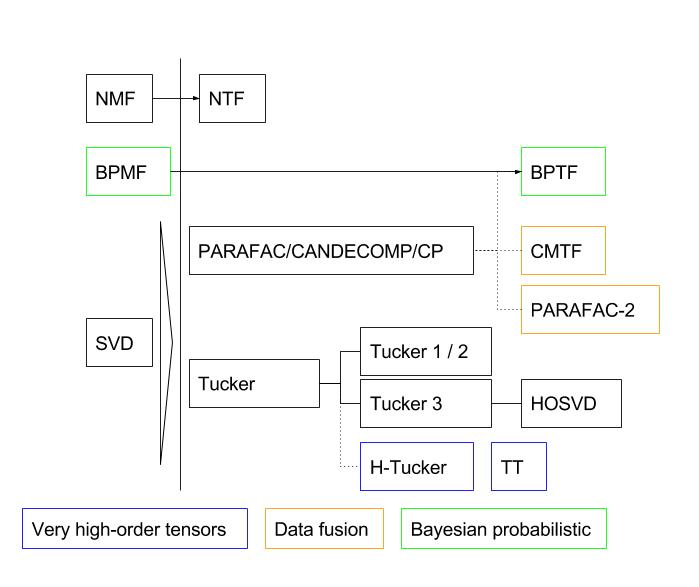 NMF
NTF
BPMF
BPTF
PARAFAC/CANDECOMP/CP
CMTF
PARAFAC-2
SVD
Tucker
Tucker 1 / 2
Tucker 3
HOSVD
H-Tucker
TT
Very high-order tensors
Data fusion
Bayesian probabilistic